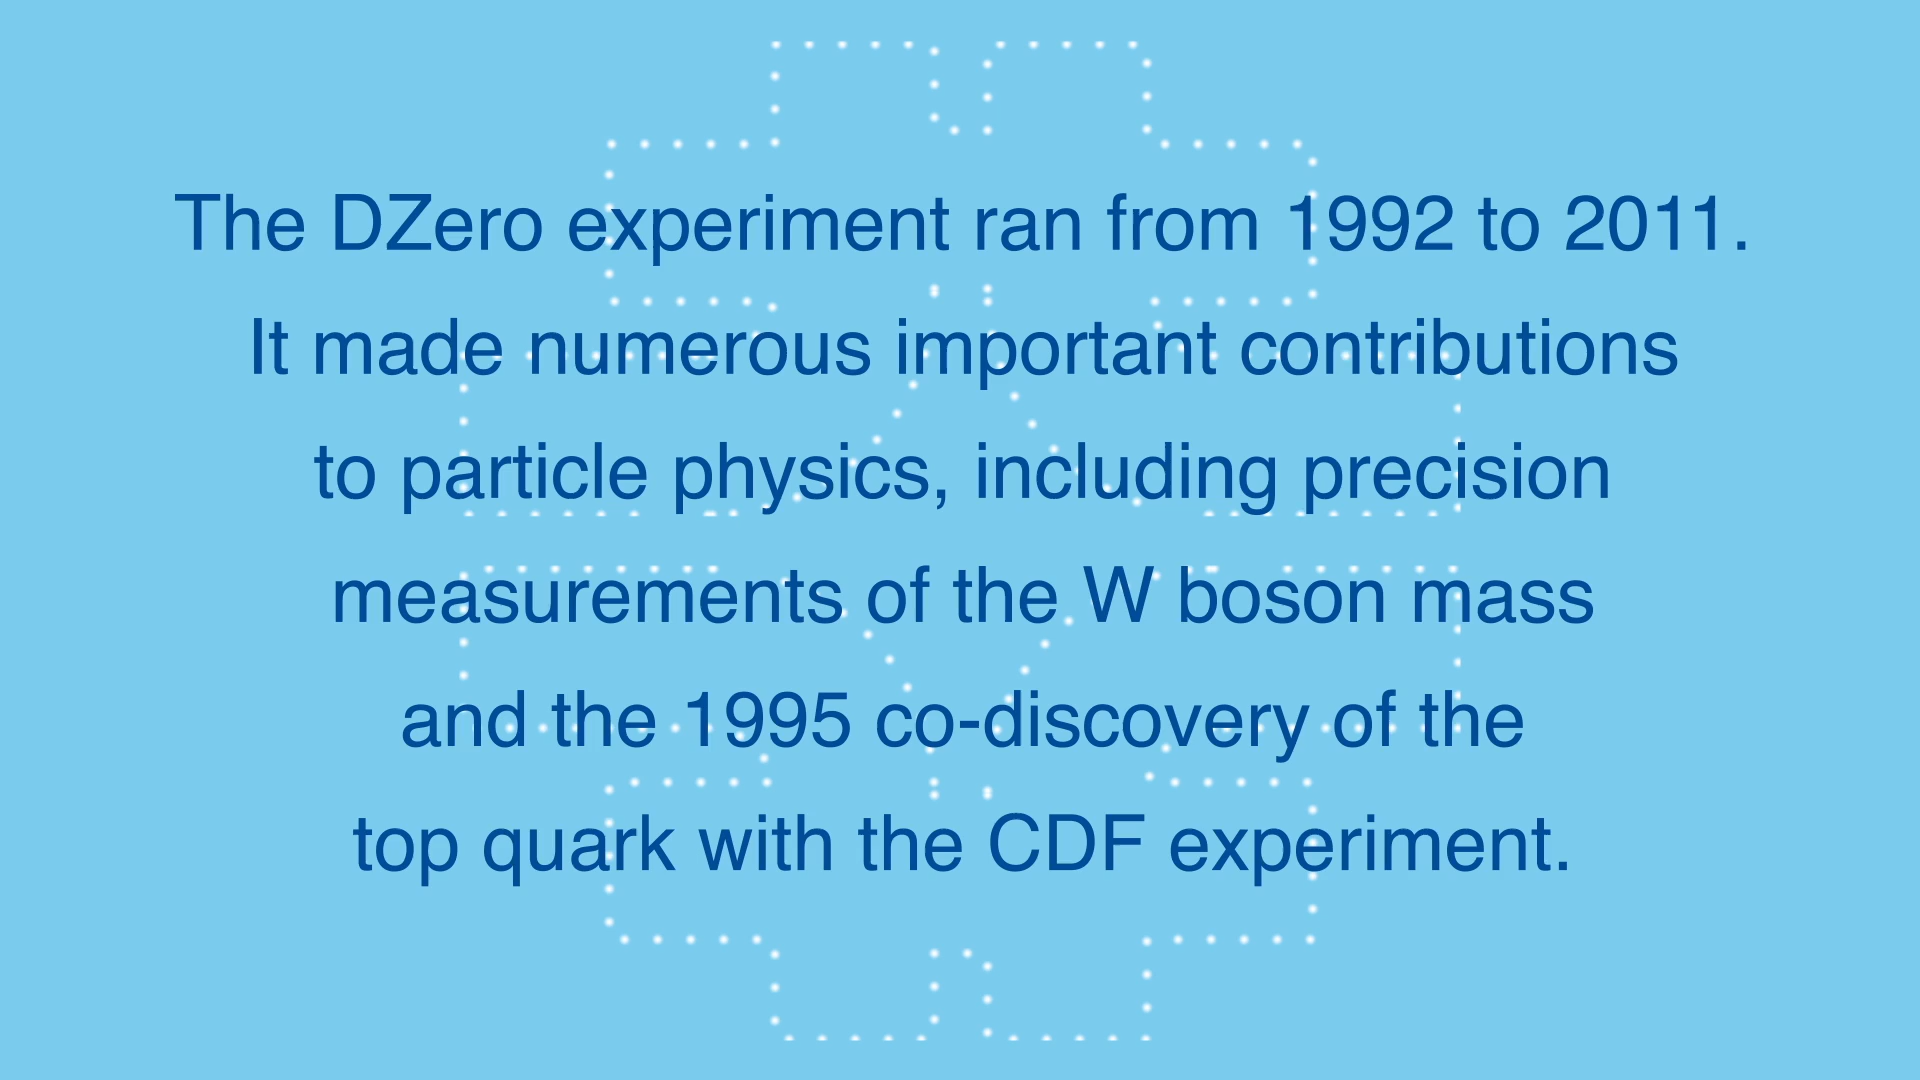 The DZero experiment ran from 1992 to 2011.
It made numerous important contributions
to particle physics, including precision
measurements of the W boson mass
and the 1995 co-discovery of the
top quark with the CDF experiment.